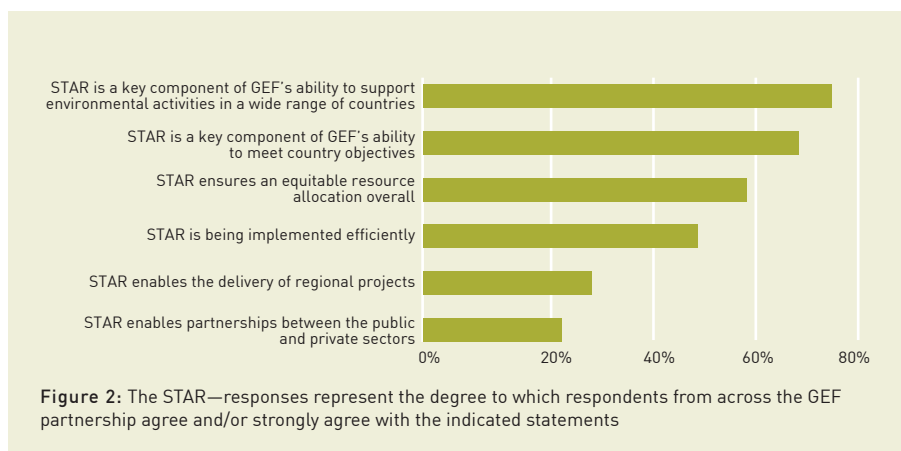 STAR is a key component of GEF's ability to support
environmental activities in a wide range of countries
STAR is a key component of GEF's ability
to meet country objectives
STAR ensures an equitable resource
allocation overall
STAR is being implemented efficiently
STAR enables the delivery of regional projects
STAR enables partnerships between the public
and private sectors
0% 20% 40% 60% 80%
Figure 2: The STAR—responses represent the degree to which respondents from across the GEF
partnership agree and/or strongly agree with the indicated statements